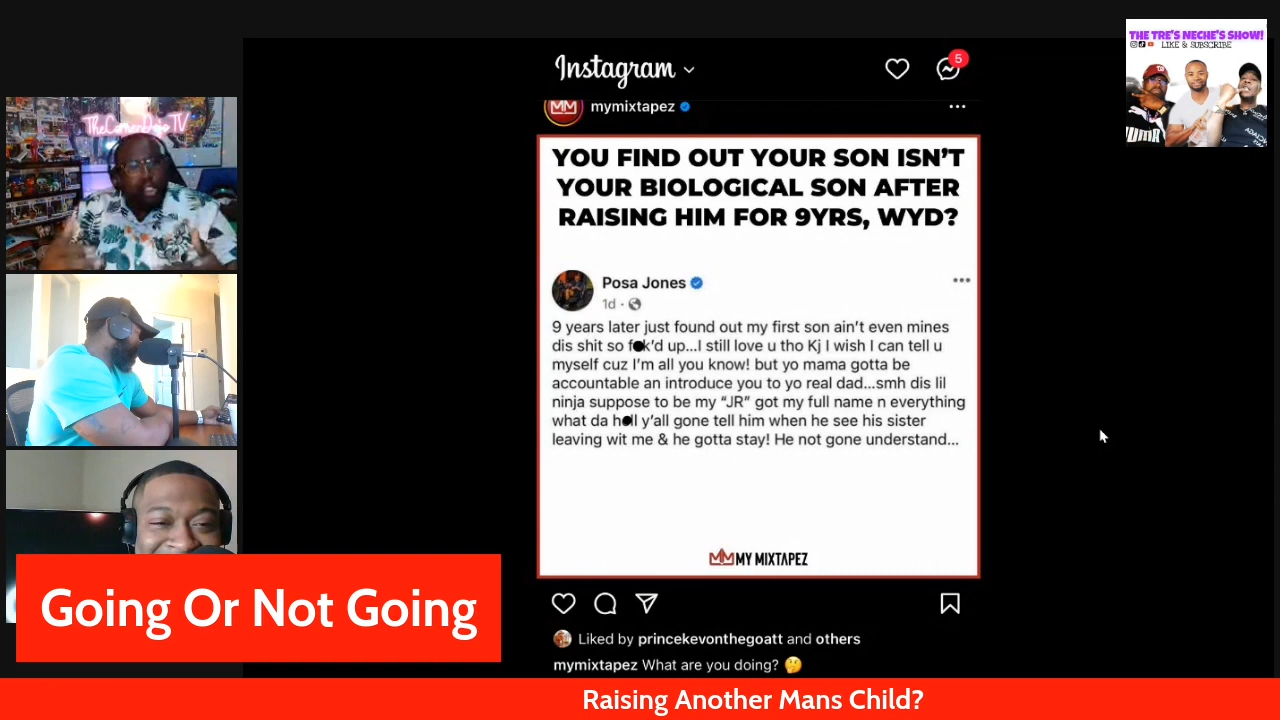 THE TRE'S NECHE'S SHOW!
LIKE & SUBSCRIBE
Instagram
5
mymixtapez
TheCornerDojoTV
YOU FIND OUT YOUR SON ISN'T
YOUR BIOLOGICAL SON AFTER
RAISING HIM FOR 9YRS, WYD?
Posa Jones
1d
9 years later just found out my first son ain't even mines
dis shit so f●k'd up...I still love u tho Kj I wish I can tell u
myself cuz I'm all you know! but yo mama gotta be
accountable an introduce you to yo real dad...smh dis lil
ninja suppose to be my "JR" got my full name n everything
what da h●ll y'all gone tell him when he see his sister
leaving wit me & he gotta stay! He not gone understand...
MM MY MIXTAPEZ
Liked by princekevonthegoatt and others
mymixtapez What are you doing? 🤔
Going Or Not Going
Raising Another Mans Child?